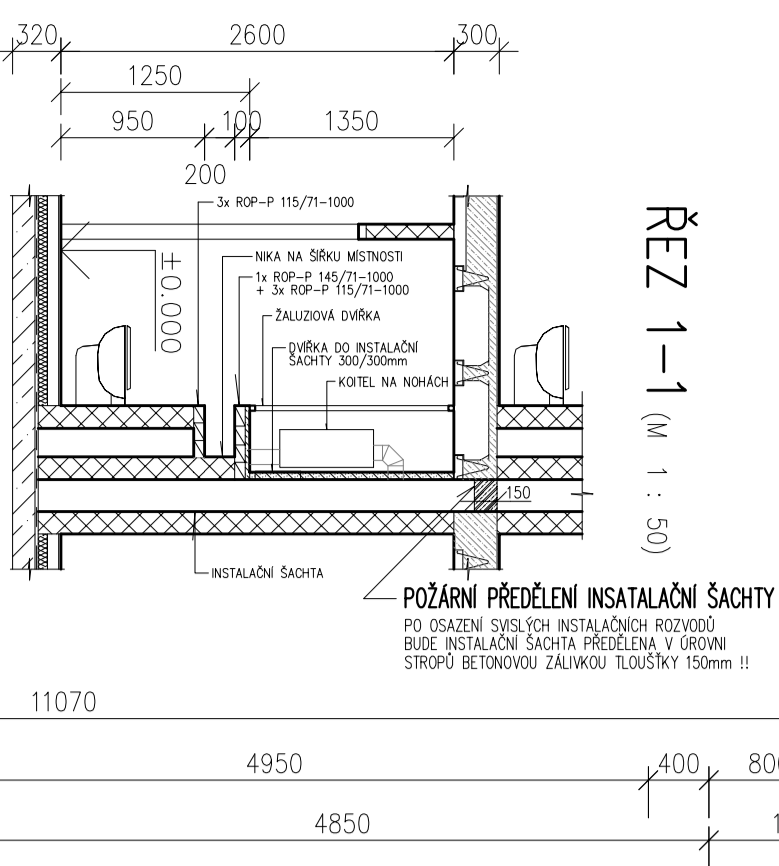 320
2600
300
1250
950
100
1350
200
3x ROP-P 115/71-1000
NIKA NA ŠÍŘKU MÍSTNOSTI
1x ROP-P 145/71-1000
+ 3x ROP-P 115/71-1000
±0.000
ŽALUZIOVÁ DVÍŘKA
DVÍŘKA DO INSTALAČNÍ
ŠACHTY 300/300mm
KOITEL NA NOHÁCH
ŘEZ 1-1 (M 1 : 50)
150
INSTALAČNÍ ŠACHTA
POŽÁRNÍ PŘEDĚLENÍ INSATALAČNÍ ŠACHTY
PO OSAZENÍ SVISLÝCH INSTALAČNÍCH ROZVODŮ
BUDE INSTALAČNÍ ŠACHTA PŘEDĚLENA V ÚROVNI
STROPŮ BETONOVOU ZÁLIVKOU TLOUŠŤKY 150mm !!
11070
4950
400
4850